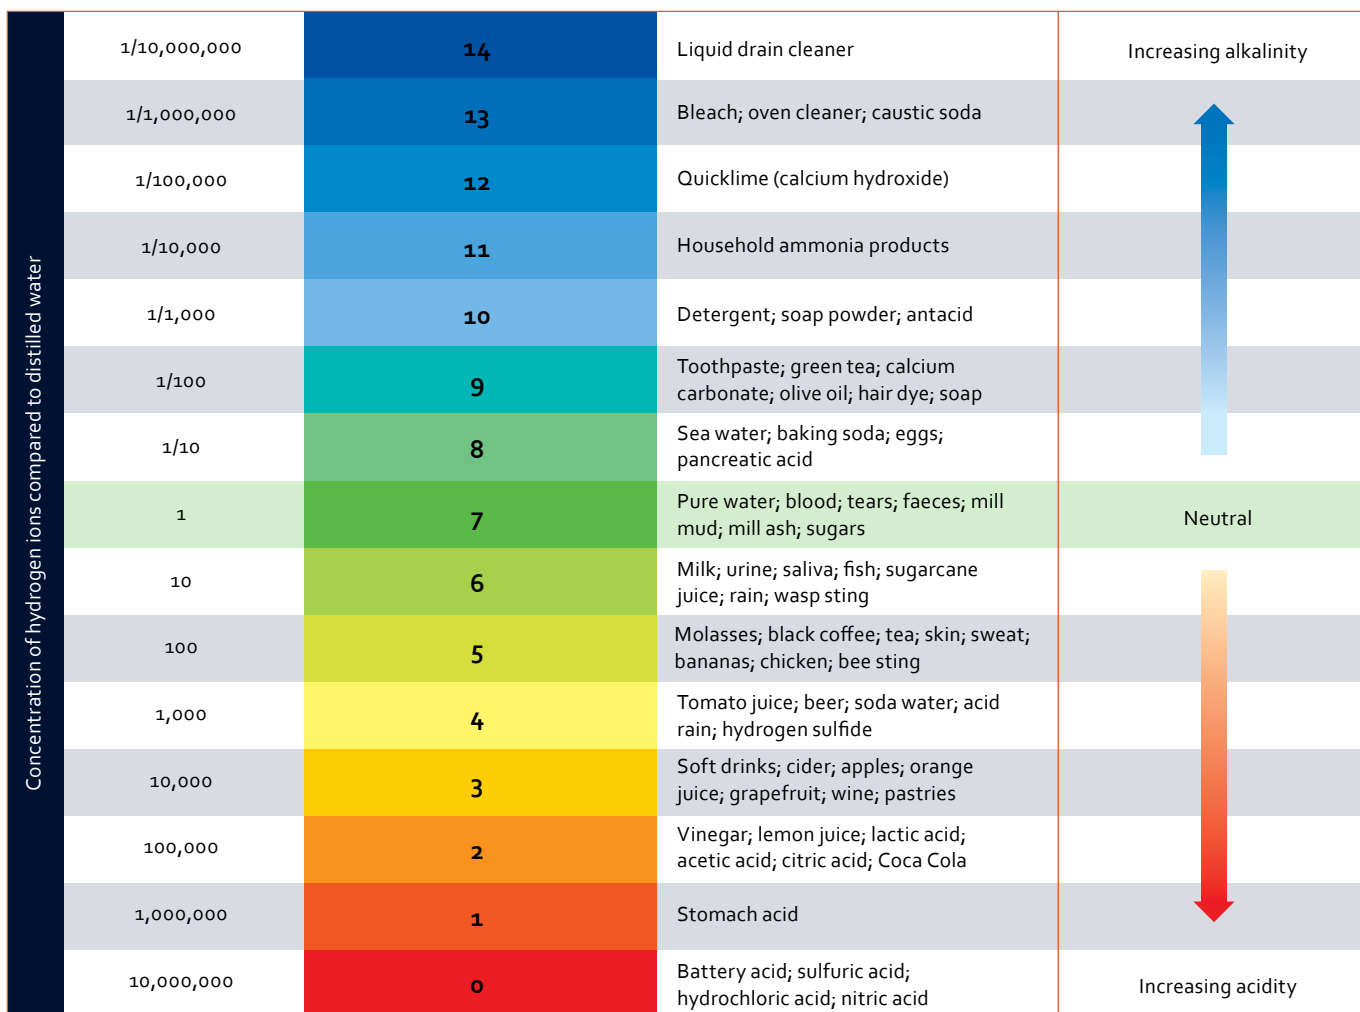 Concentration of hydrogen ions compared to distilled water
1/10,000,000 14 Liquid drain cleaner Increasing alkalinity
1/1,000,000 13 Bleach; oven cleaner; caustic soda
1/100,000 12 Quicklime (calcium hydroxide)
1/10,000 11 Household ammonia products
1/1,000 10 Detergent; soap powder; antacid
1/100 9 Toothpaste; green tea; calcium
carbonate; olive oil; hair dye; soap
1/10 8 Sea water; baking soda; eggs;
pancreatic acid
1 7 Pure water; blood; tears; faeces; mill
mud; mill ash; sugars
Neutral
10 6 Milk; urine; saliva; fish; sugarcane
juice; rain; wasp sting
100 5 Molasses; black coffee; tea; skin; sweat;
bananas; chicken; bee sting
1,000 4 Tomato juice; beer; soda water; acid
rain; hydrogen sulfide
10,000 3 Soft drinks; cider; apples; orange
juice; grapefruit; wine; pastries
100,000 2 Vinegar; lemon juice; lactic acid;
acetic acid; citric acid; Coca Cola
1,000,000 1 Stomach acid
10,000,000 0 Battery acid; sulfuric acid;
hydrochloric acid; nitric acid
Increasing acidity